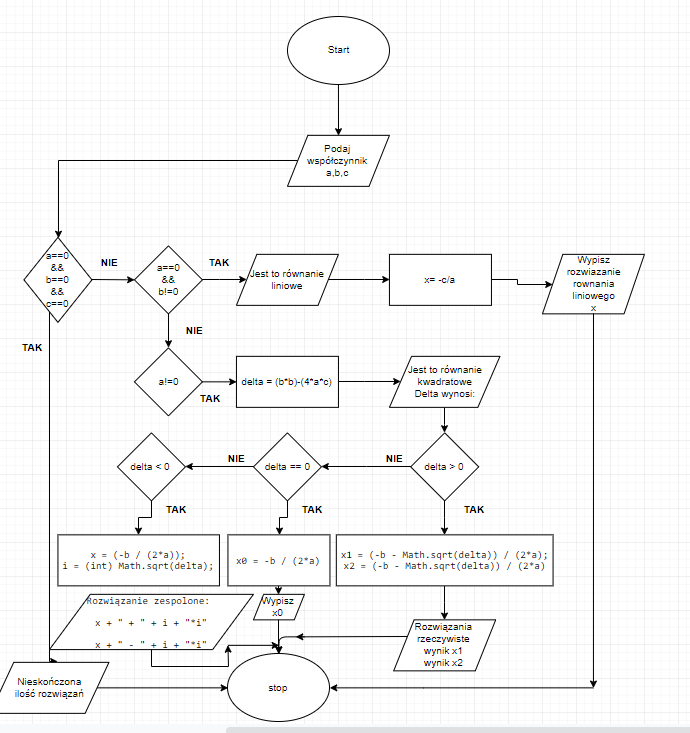 Start
Podaj
współczynnik
a,b,c
a==0
&&
b==0
&&
c==0
NIE
a==0
&&
b!=0
TAK
Jest to równanie
liniowe
x= -c/a
Wypisz
rozwiazanie
rownania
liniowego
x
TAK
NIE
a!=0
TAK
delta = (b*b)-(4*a*c)
Jest to równanie
kwadratowe
Delta wynosi:
delta < 0
NIE
delta == 0
NIE
delta > 0
TAK
TAK
TAK
x = (-b / (2*a));
i = (int) Math.sqrt(delta);
x0 = -b / (2*a)
x1 = (-b - Math.sqrt(delta)) / (2*a);
x2 = (-b - Math.sqrt(delta)) / (2*a)
Rozwiązanie zespolone:
x + " + " + i + "*i"
x + " - " + i + "*i"
Wypisz
x0
Rozwiązania
rzeczywiste
wynik x1
wynik x2
Nieskończona
ilość rozwiązań
stop